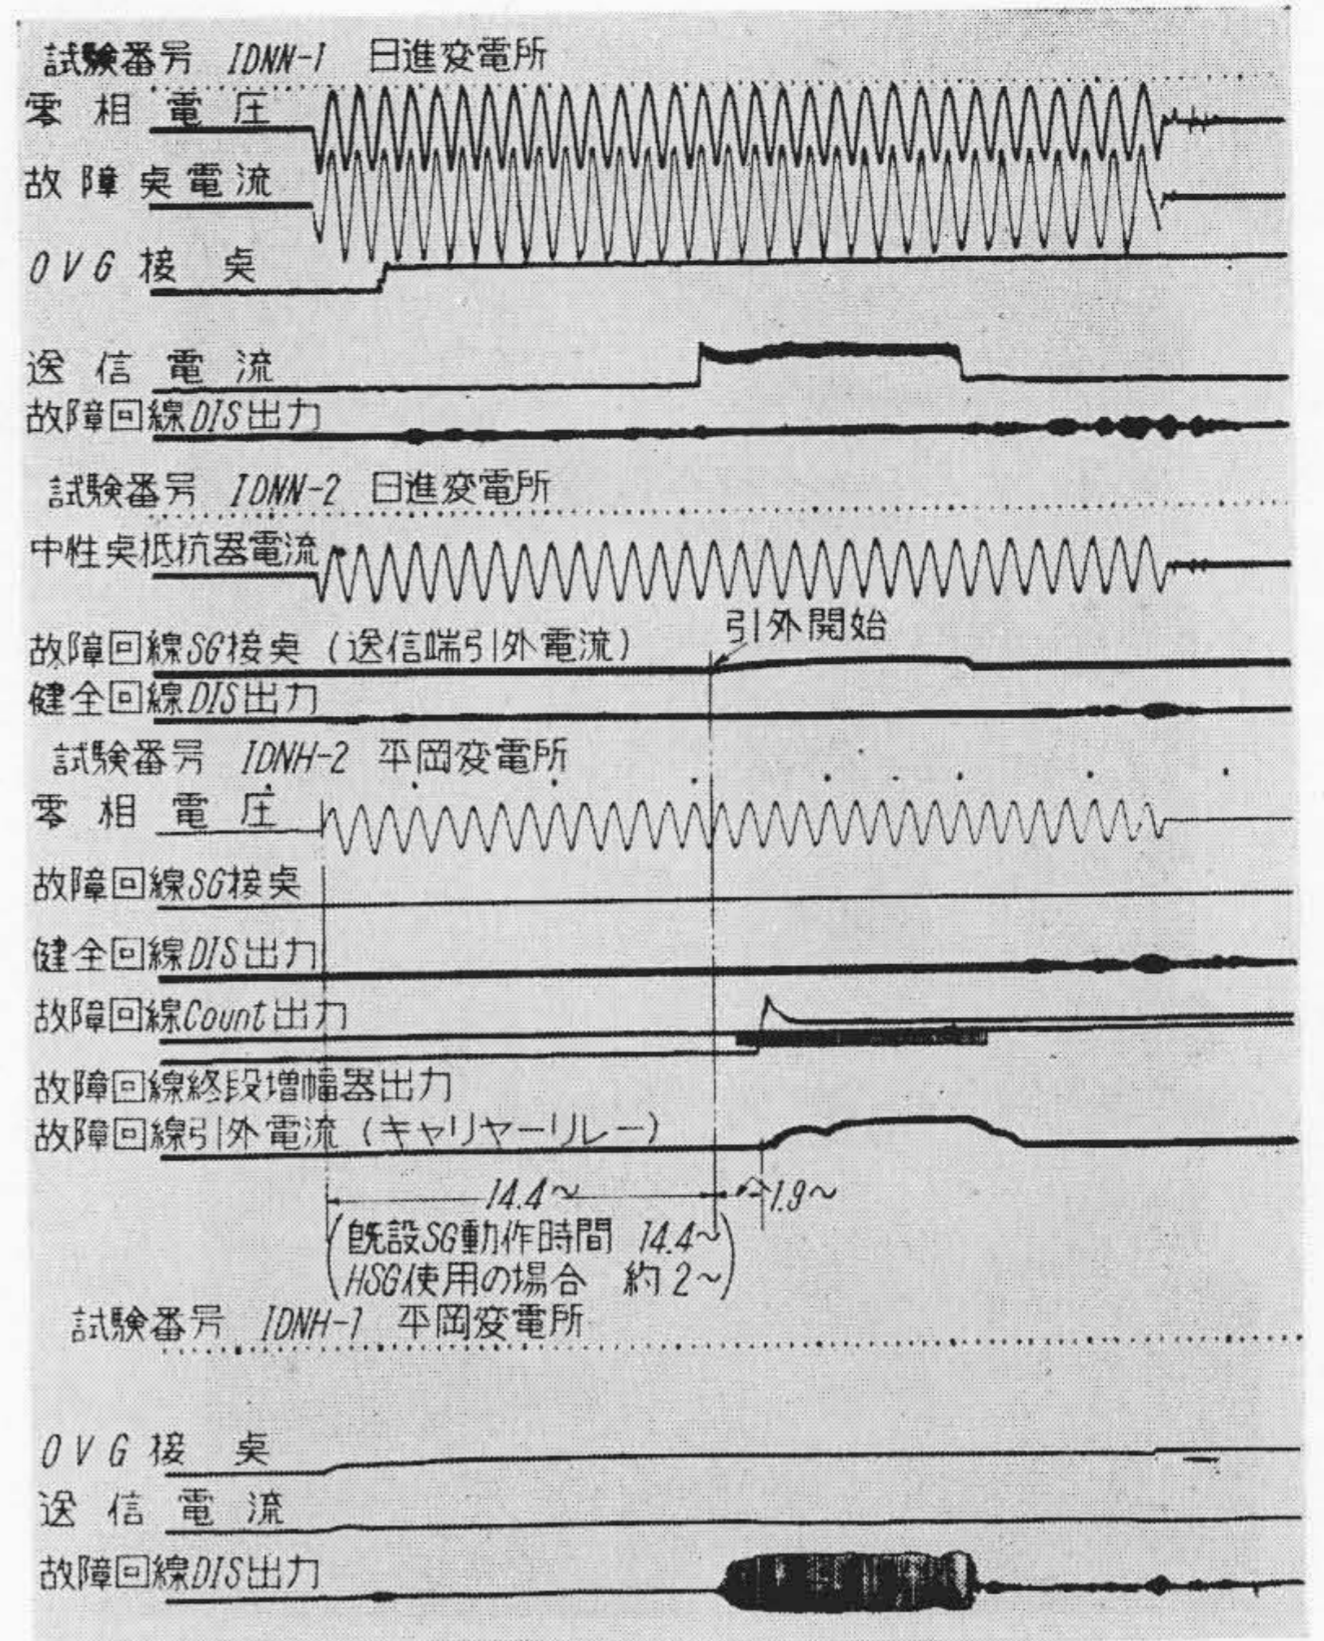 試験番号 IDNN-1 日進変電所
零相電圧
故障点電流
OVG接点
送信電流
故障回線DIS出力
試験番号 IDNN-2 日進変電所
中性点抵抗器電流
引外開始
故障回線SG接点（送信端引外電流）
健全回線DIS出力
試験番号 IDNH-2 平岡変電所
零相電圧
故障回線SG接点
健全回線DIS出力
故障回線Count出力
故障回線終段増幅器出力
故障回線引外電流（キャリヤーリレー）
14.4〜 1.9〜
(既設SG動作時間 14.4〜
HSG使用の場合 約2〜)
試験番号 IDNH-1 平岡変電所
OVG接点
送信電流
故障回線DIS出力